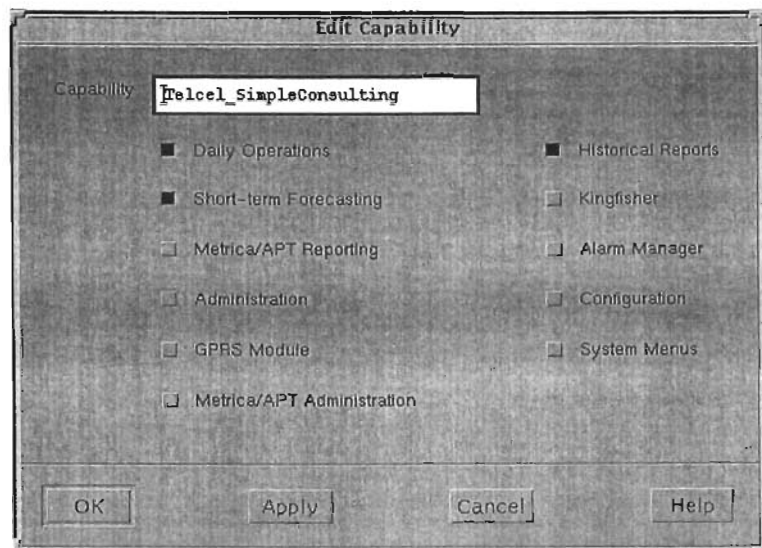 Edit Capability
Capability
Telcel_SimpleConsulting
Daily Operations
Historical Reports
Short-term Forecasting
Kingfisher
Metrica/APT Reporting
Alarm Manager
Administration
Configuration
GPRS Module
System Menus
Metrica/APT Administration
OK
Apply
Cancel
Help